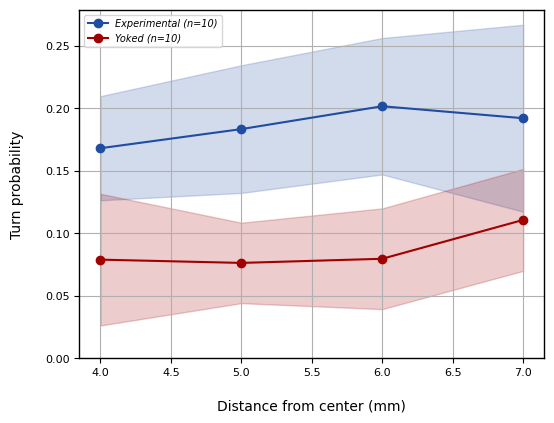 Experimental (n=10)
Yoked (n=10)
0.25
0.20
0.15
0.10
0.05
0.00
Turn probability
4.0 4.5 5.0 5.5 6.0 6.5 7.0
Distance from center (mm)